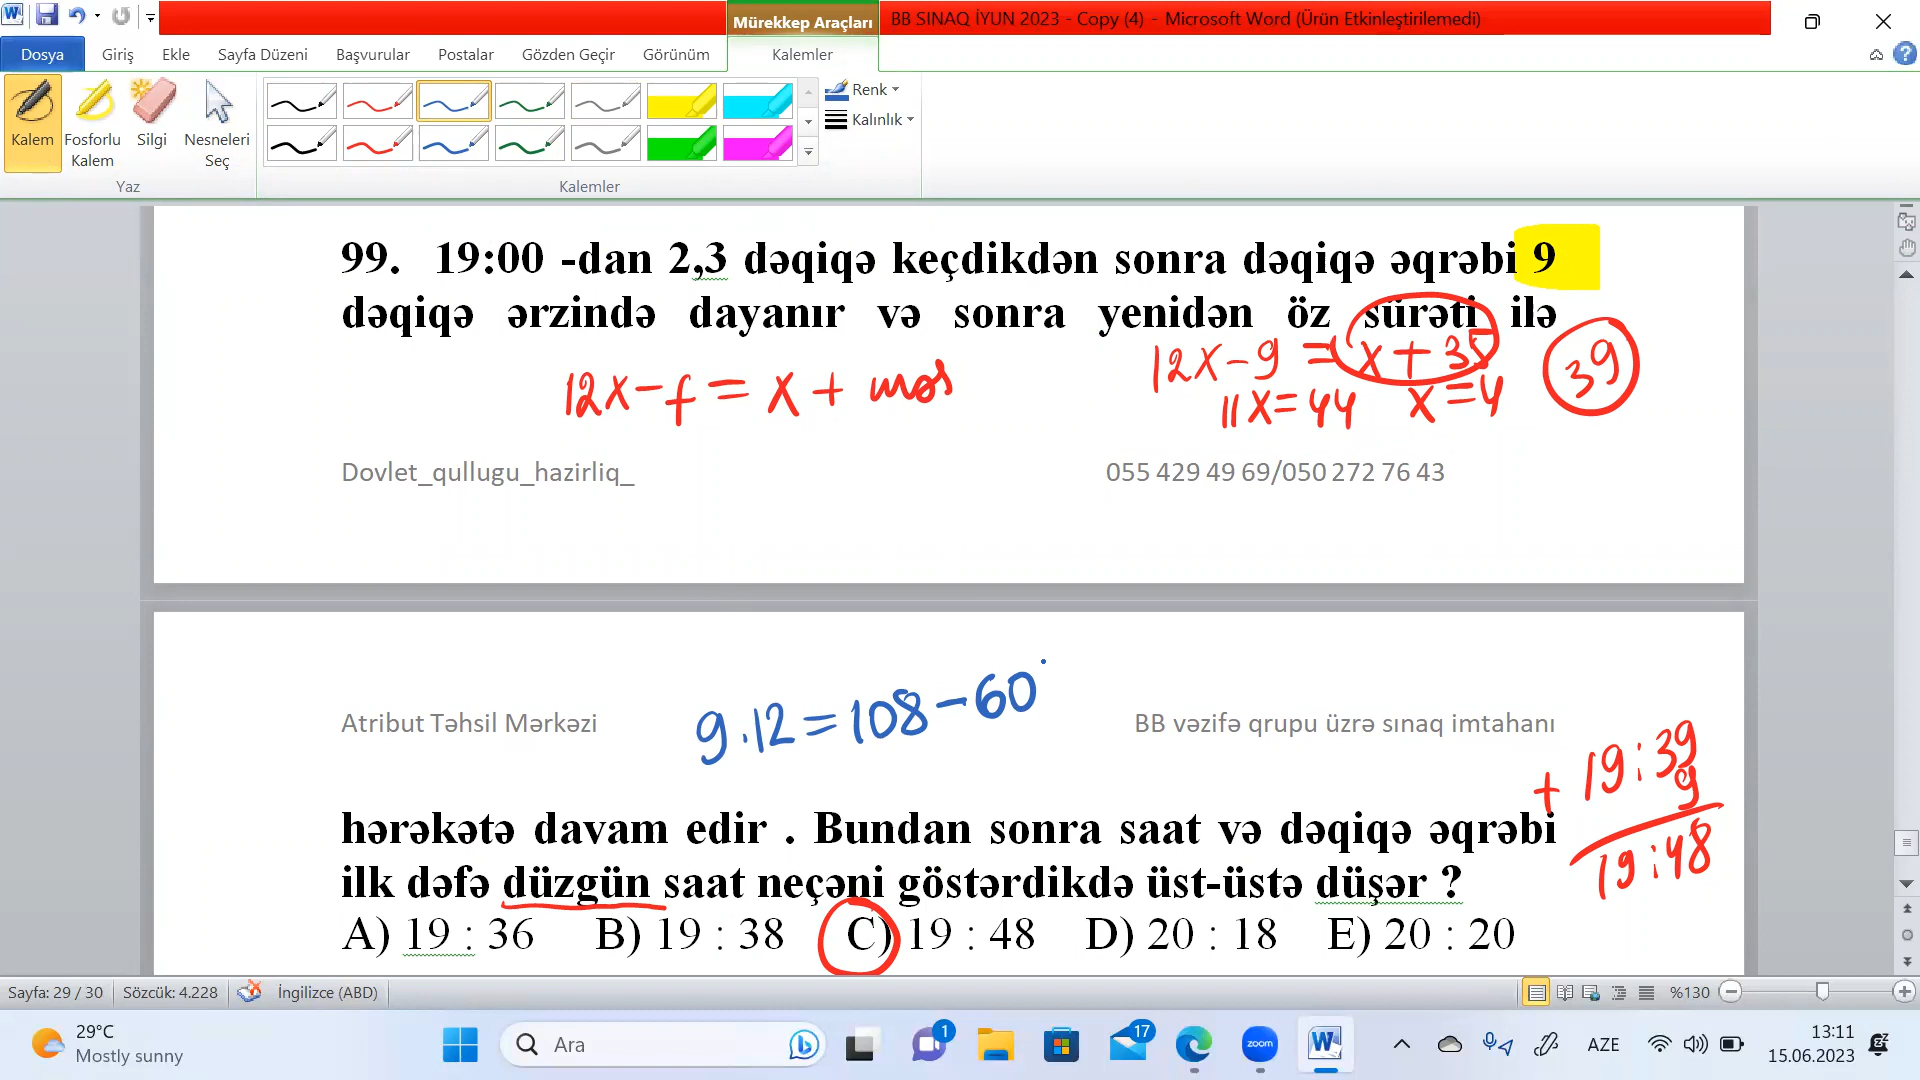 Mürekkep Araçları
BB SINAQ İYUN 2023 - Copy (4) - Microsoft Word (Ürün Etkinleştirilemedi)
Dosya Giriş Ekle Sayfa Düzeni Başvurular Postalar Gözden Geçir Görünüm Kalemler
Kalem Fosforlu Kalem Silgi Nesneleri Seç
Renk
Kalınlık
Yaz Kalemler
99. 19:00 -dan 2,3 dəqiqə keçdikdən sonra dəqiqə əqrəbi 9
dəqiqə ərzində dayanır və sonra yenidən öz sürəti ilə
12x-9 = x + 35 39
12x - f = x + məs
11x = 44 x = 4
Dovlet_qullugu_hazirliq_ 055 429 49 69/050 272 76 43
9.12 = 108 - 60
Atribut Təhsil Mərkəzi BB vəzifə qrupu üzrə sınaq imtahanı
19:39
+ 9
19:48
hərəkətə davam edir . Bundan sonra saat və dəqiqə əqrəbi
ilk dəfə düzgün saat neçəni göstərdikdə üst-üstə düşər ?
A) 19 : 36 B) 19 : 38 C) 19 : 48 D) 20 : 18 E) 20 : 20
Sayfa: 29 / 30 Sözcük: 4.228 İngilizce (ABD) %130
29°C
Mostly sunny
Ara
1
17
zoom
W
AZE
13:11
15.06.2023